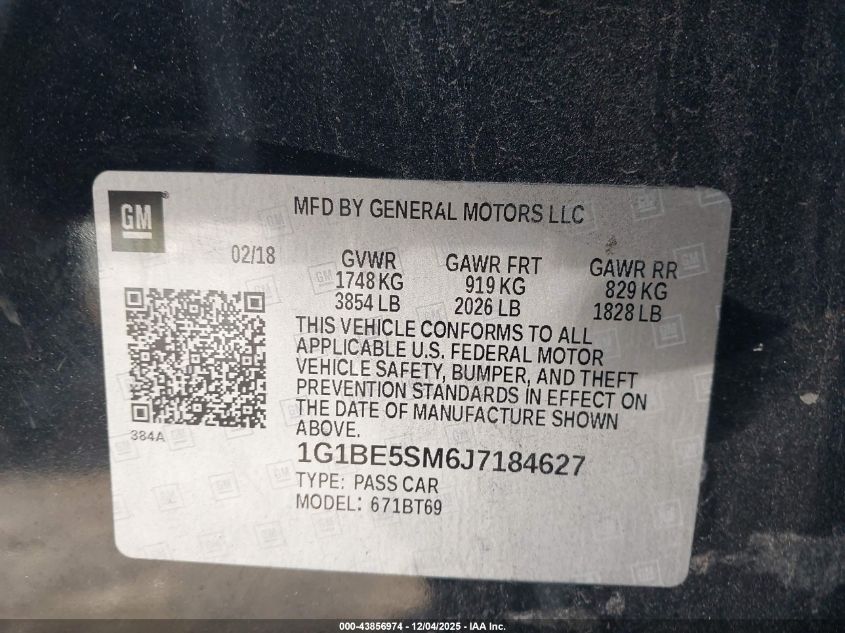 GM ®
MFD BY GENERAL MOTORS LLC
02/18
GVWR GAWR FRT GAWR RR
1748 KG 919 KG 829 KG
3854 LB 2026 LB 1828 LB
THIS VEHICLE CONFORMS TO ALL
APPLICABLE U.S. FEDERAL MOTOR
VEHICLE SAFETY, BUMPER, AND THEFT
PREVENTION STANDARDS IN EFFECT ON
THE DATE OF MANUFACTURE SHOWN
ABOVE.
384A
1G1BE5SM6J7184627
TYPE: PASS CAR
MODEL: 671BT69
000-43856974 - 12/04/2025 - IAA Inc.